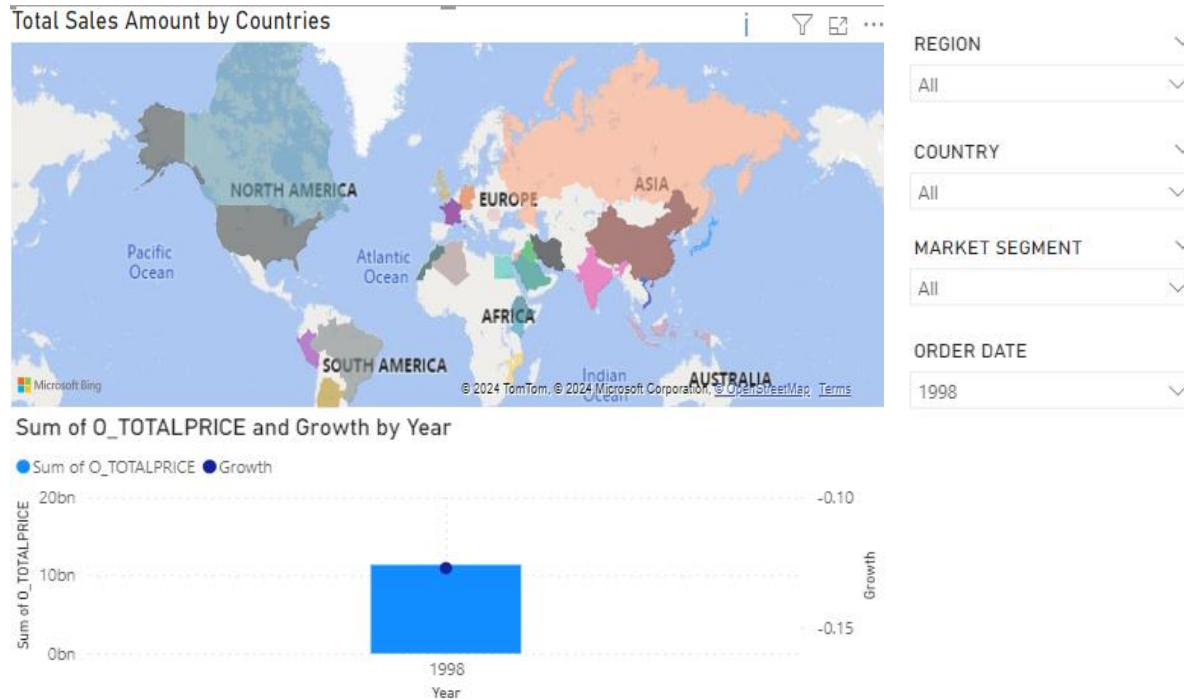 Total Sales Amount by Countries
NORTH AMERICA
EUROPE
ASIA
Pacific
Ocean
Atlantic
Ocean
AFRICA
SOUTH AMERICA
Indian
Ocean
AUSTRALIA
Microsoft Bing
© 2024 TomTom, © 2024 Microsoft Corporation, © OpenStreetMap Terms
REGION
All
COUNTRY
All
MARKET SEGMENT
All
ORDER DATE
1998
Sum of O_TOTALPRICE and Growth by Year
Sum of O_TOTALPRICE Growth
Sum of O_TOTALPRICE
20bn
10bn
0bn
-0.10
-0.15
Growth
1998
Year